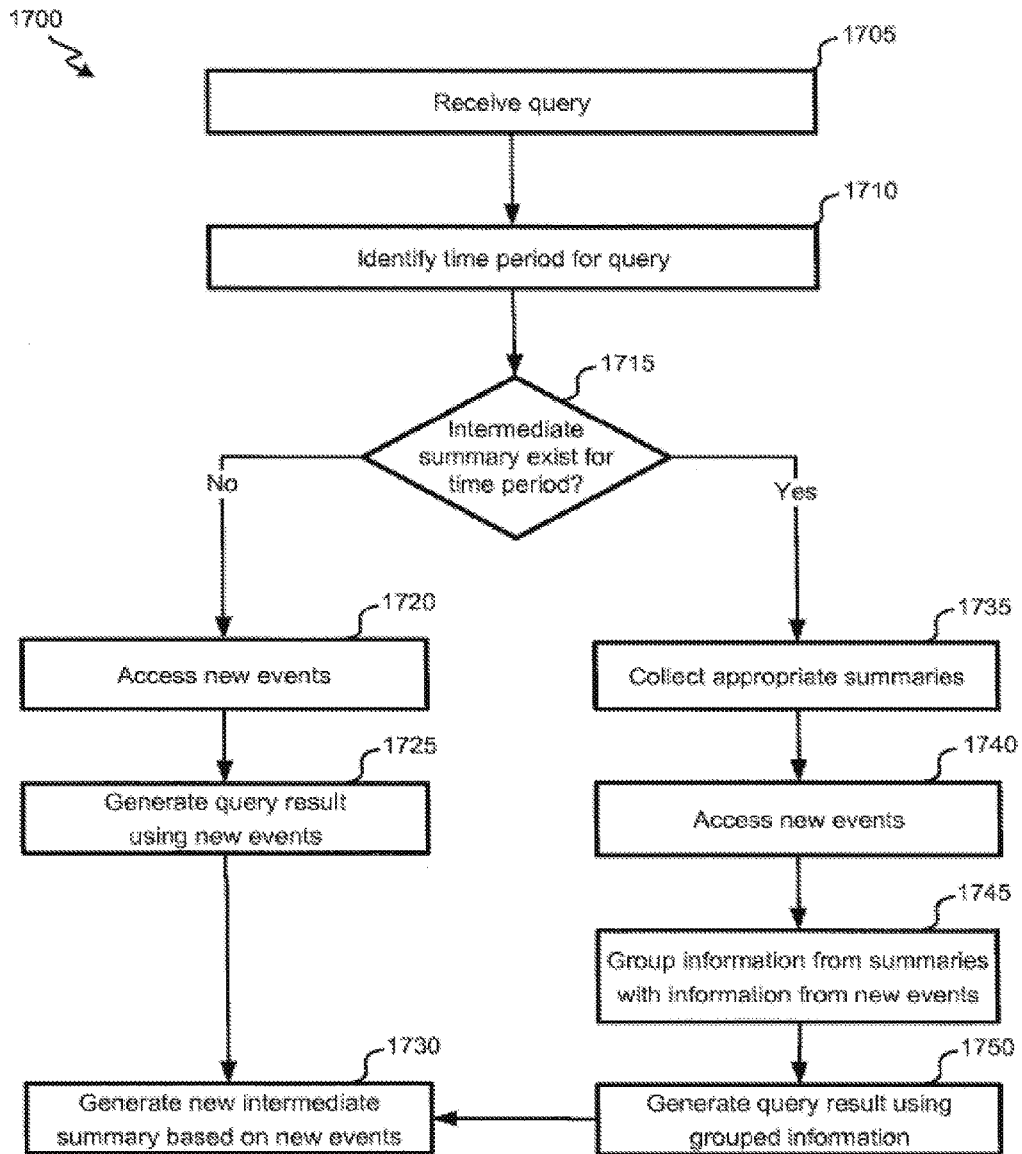 1700
1705
Receive query
1710
Identify time period for query
1715
Intermediate
summary exist for
time period?
No
Yes
1720
Access new events
1735
Collect appropriate summaries
1725
Generate query result
using new events
1740
Access new events
1745
Group information from summaries
with information from new events
1730
Generate new intermediate
summary based on new events
1750
Generate query result using
grouped information